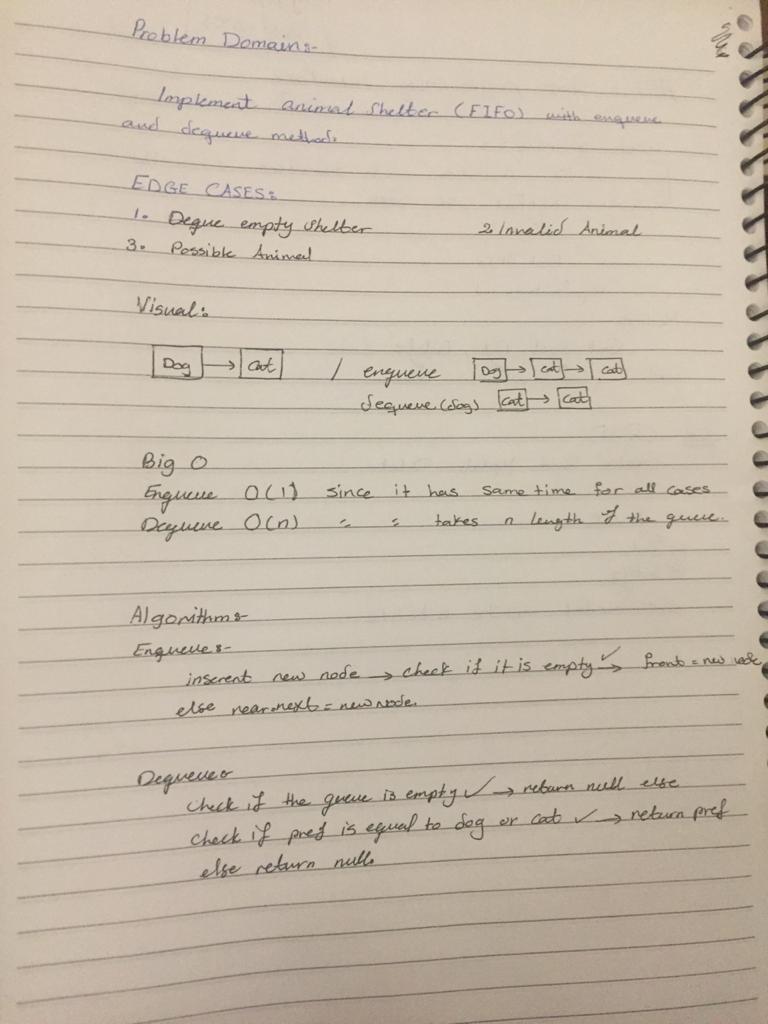 Problem Domain:-
Implement animal shelter (FIFO) with enqueue
and dequeue methods.
EDGE CASES:
1. Deque empty shelter 2 Invalid Animal
3. Possible Animal
Visual:
Dog → Cat / enqueue Dog → Cat → Cat
dequeue (dog) Cat → Cat
Big O
Enqueue O(1) since it has same time for all cases
Dequeue O(n) " " takes n length of the queue.
Algorithm:-
Enqueue:-
inserent new node → check if it is empty ✓ → front = new node
else rear.next = new node.
Dequeue:
check if the queue is empty ✓ → return null else
check if pref is equal to dog or cat ✓ → return pref
else return null.